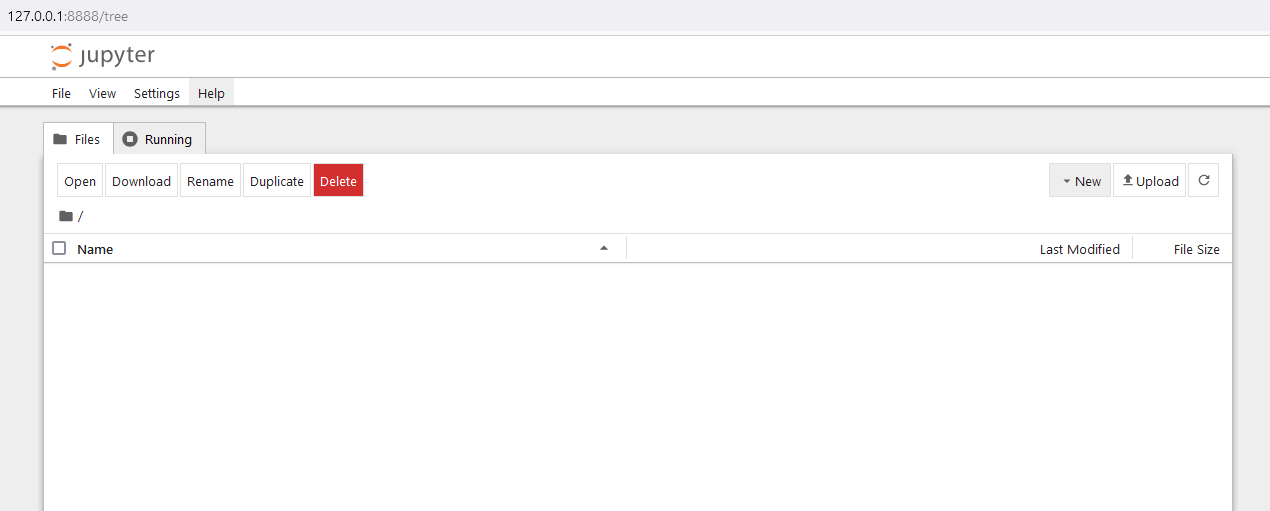 127.0.0.1:8888/tree
jupyter
File View Settings Help
Files Running
Open Download Rename Duplicate Delete New Upload
/
Name Last Modified File Size